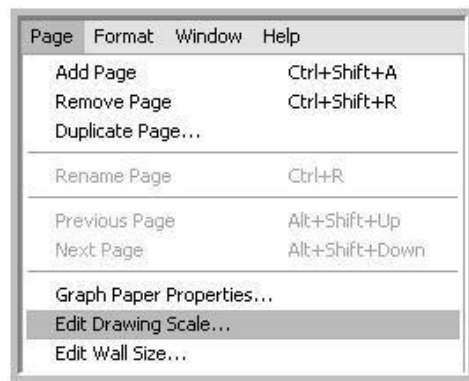 Page Format Window Help
Add Page Ctrl+Shift+A
Remove Page Ctrl+Shift+R
Duplicate Page...
Rename Page Ctrl+R
Previous Page Alt+Shift+Up
Next Page Alt+Shift+Down
Graph Paper Properties...
Edit Drawing Scale...
Edit Wall Size...